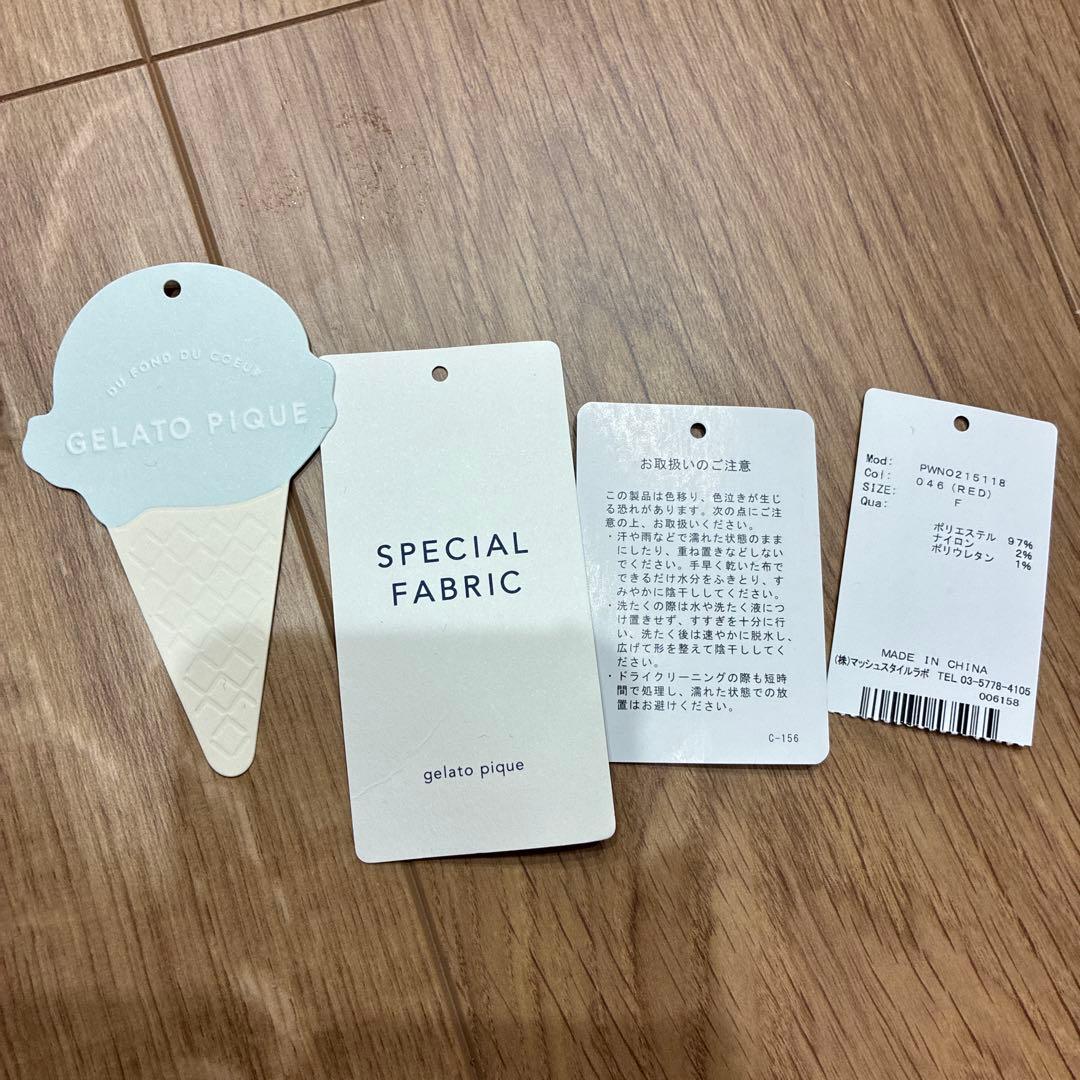 DU FOND DU COEUR
GELATO PIQUE
SPECIAL
FABRIC
gelato pique
お取扱いのご注意
この製品は色移り、色泣きが生じ
る恐れがあります。次の点にご注
意の上、お取扱いください。
・汗や雨などで濡れた状態のまま
にしたり、重ね置きなどしない
でください。手早く乾いた布で
できるだけ水分をふきとり、す
みやかに陰干ししてください。
・洗たくの際は水や洗たく液につ
け置きせず、すすぎを十分に行
い、洗たく後は速やかに脱水し、
広げて形を整えて陰干ししてく
ださい。
・ドライクリーニングの際も短時
間で処理し、濡れた状態での放
置はお避けください。
C-156
Mod: PWNO215118
Col: 046 (RED)
SIZE: F
Qua:
ポリエステル 97%
ナイロン 2%
ポリウレタン 1%
MADE IN CHINA
(株)マッシュスタイルラボ TEL 03-5778-4105
006158